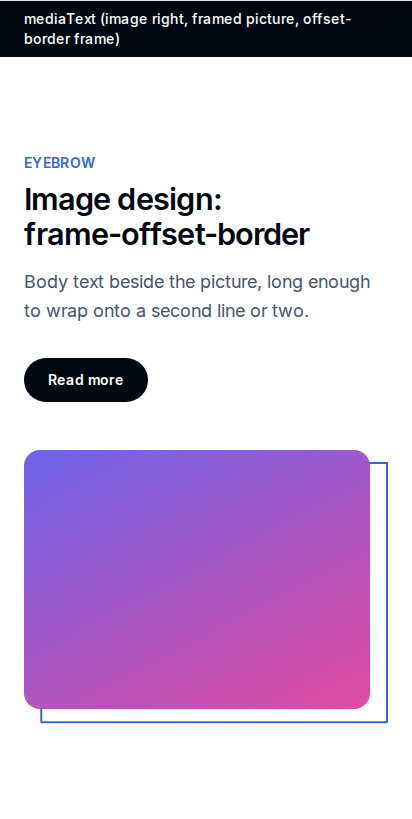 mediaText (image right, framed picture, offset-
border frame)
EYEBROW
Image design:
frame-offset-border
Body text beside the picture, long enough
to wrap onto a second line or two.
Read more